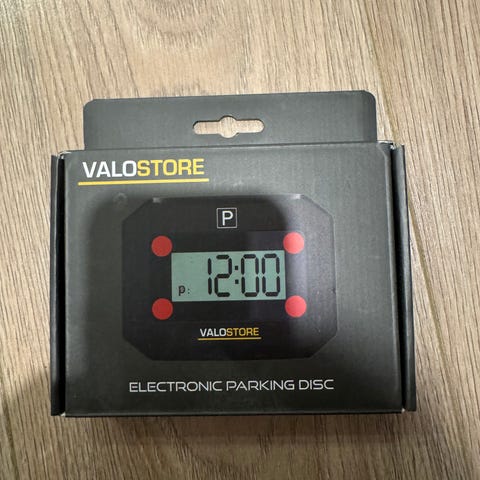 VALOSTORE
P
P: 12:00
VALOSTORE
ELECTRONIC PARKING DISC